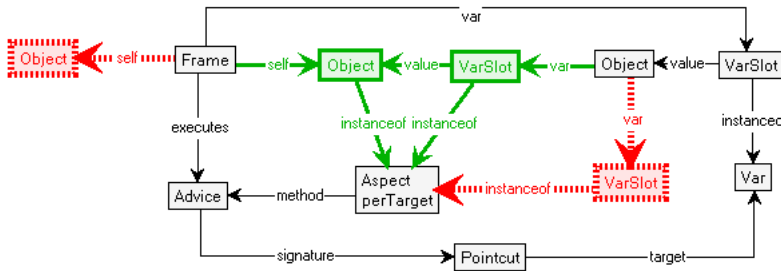 var
Object
self
Frame
self
Object
value
VarSlot
var
Object
value
VarSlot
executes
instanceof
instanceof
var
instanceo
Advice
method
Aspect
perTarget
instanceof
VarSlot
Var
signature
Pointcut
target